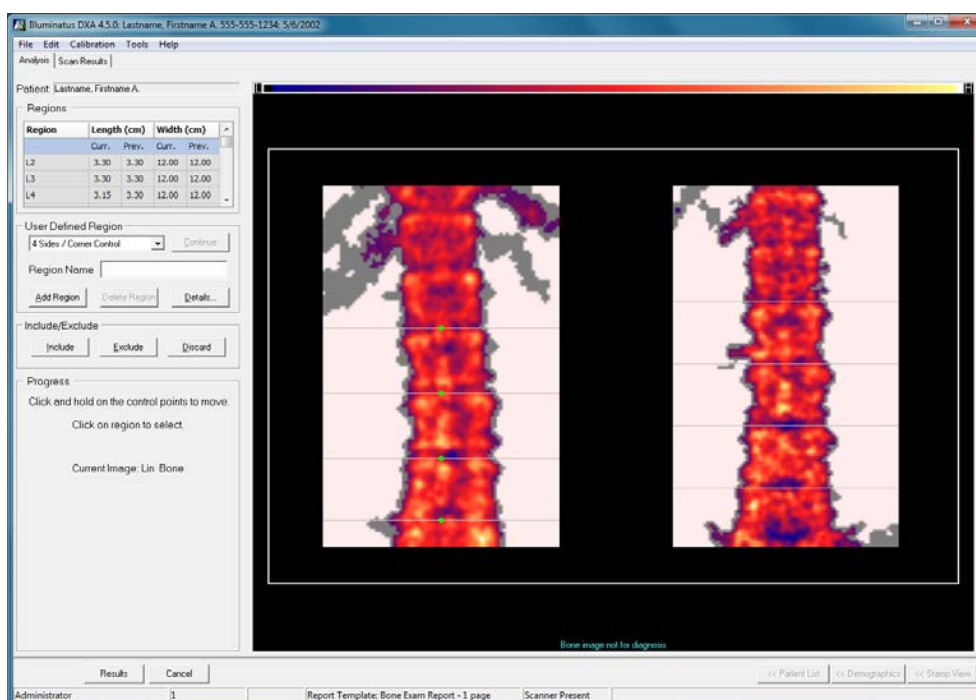 Illuminatus DXA 4.5.0: Lastname, Firstname A. 555-555-1234: 5/6/2002
File Edit Calibration Tools Help
Analysis Scan Results
Patient: Lastname, Firstname A.
L H
Regions
Region Length (cm) Width (cm)
Curr. Prev. Curr. Prev.
L2 3.30 3.30 12.00 12.00
L3 3.30 3.30 12.00 12.00
L4 3.15 3.30 12.00 12.00
User Defined Region
4 Sides / Corner Control Continue
Region Name
Add Region Delete Region Details...
Include/Exclude
Include Exclude Discard
Progress
Click and hold on the control points to move.
Click on region to select.
Current Image: Lin Bone
Bone image not for diagnosis
Results Cancel << Patient List << Demographics << Stamp View
Administrator 1 Report Template: Bone Exam Report - 1 page Scanner Present